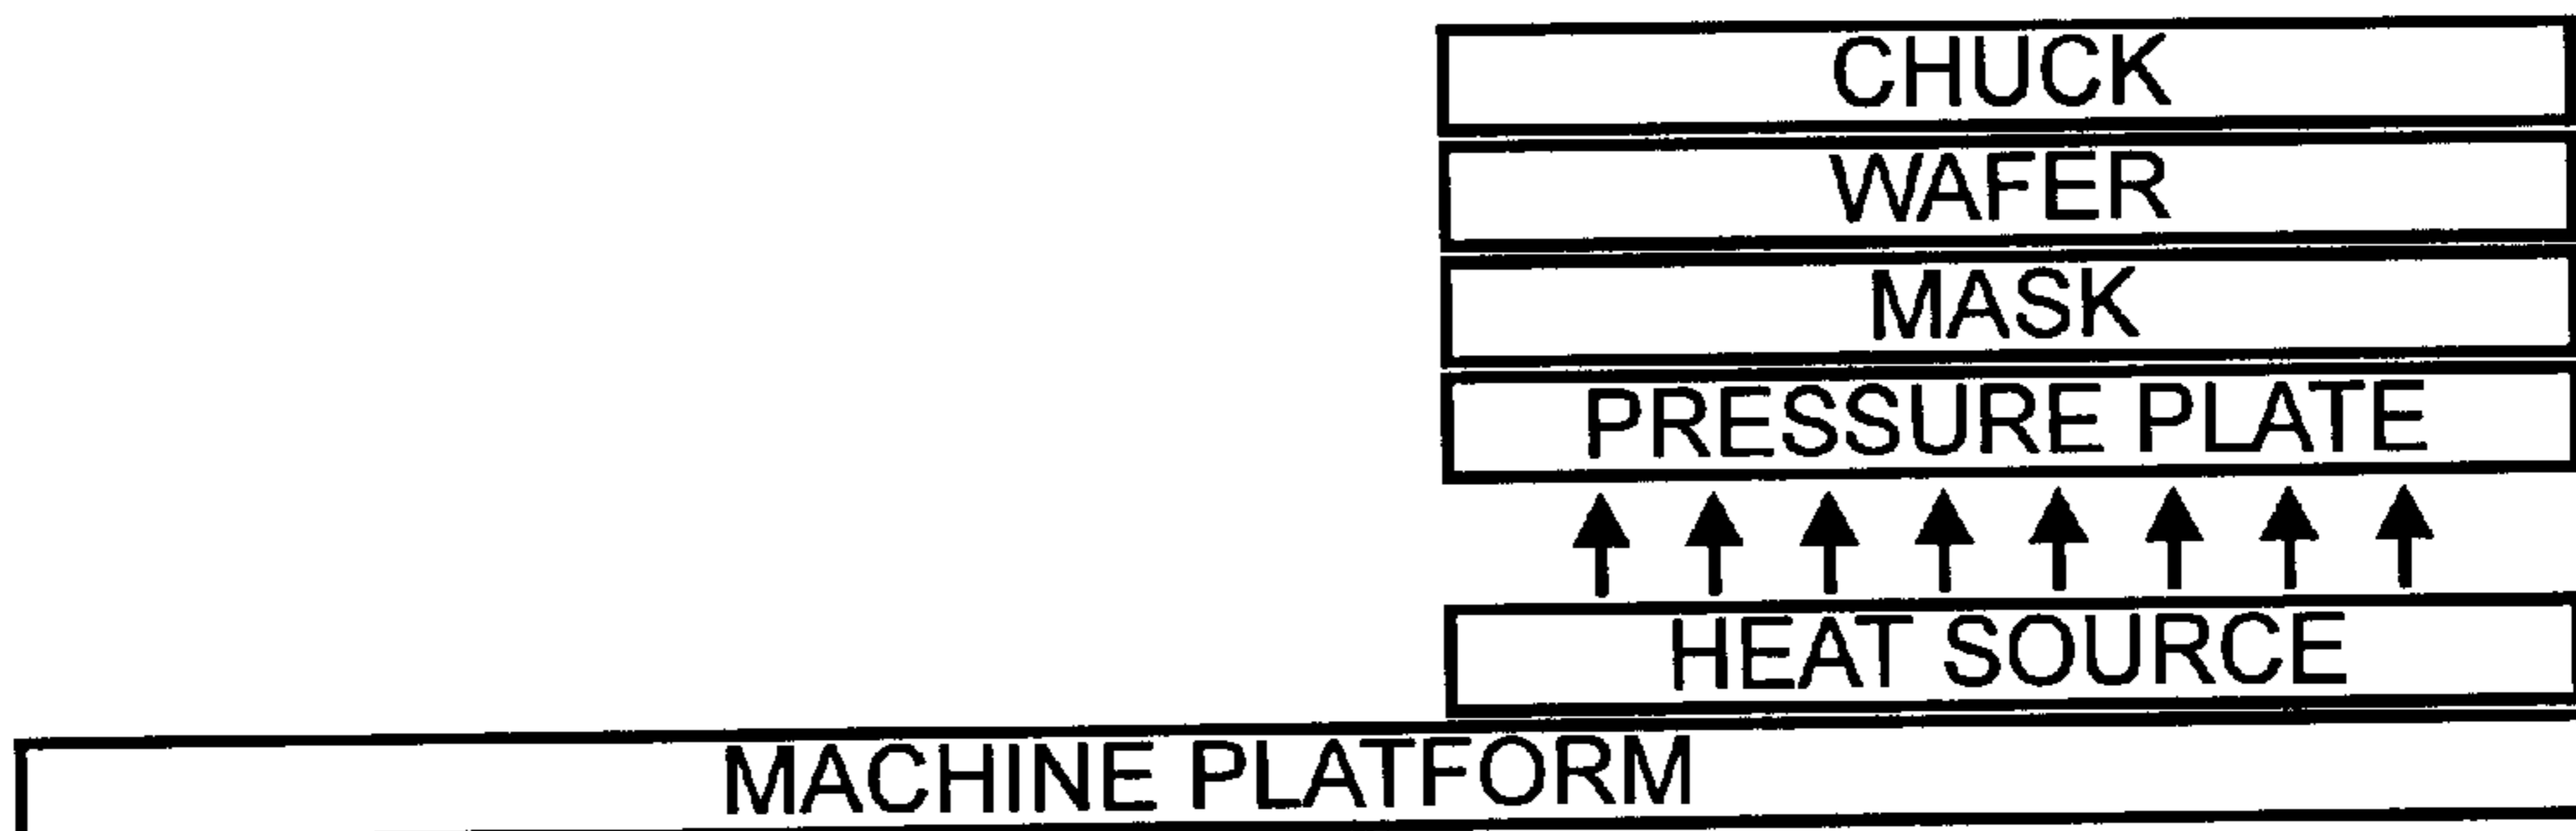 CHUCK
WAFER
MASK
PRESSURE PLATE
HEAT SOURCE
MACHINE PLATFORM